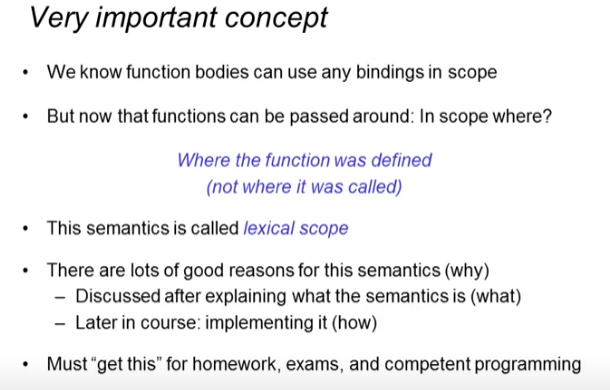 Very important concept
• We know function bodies can use any bindings in scope
• But now that functions can be passed around: In scope where?
Where the function was defined
(not where it was called)
• This semantics is called lexical scope
• There are lots of good reasons for this semantics (why)
– Discussed after explaining what the semantics is (what)
– Later in course: implementing it (how)
• Must “get this” for homework, exams, and competent programming